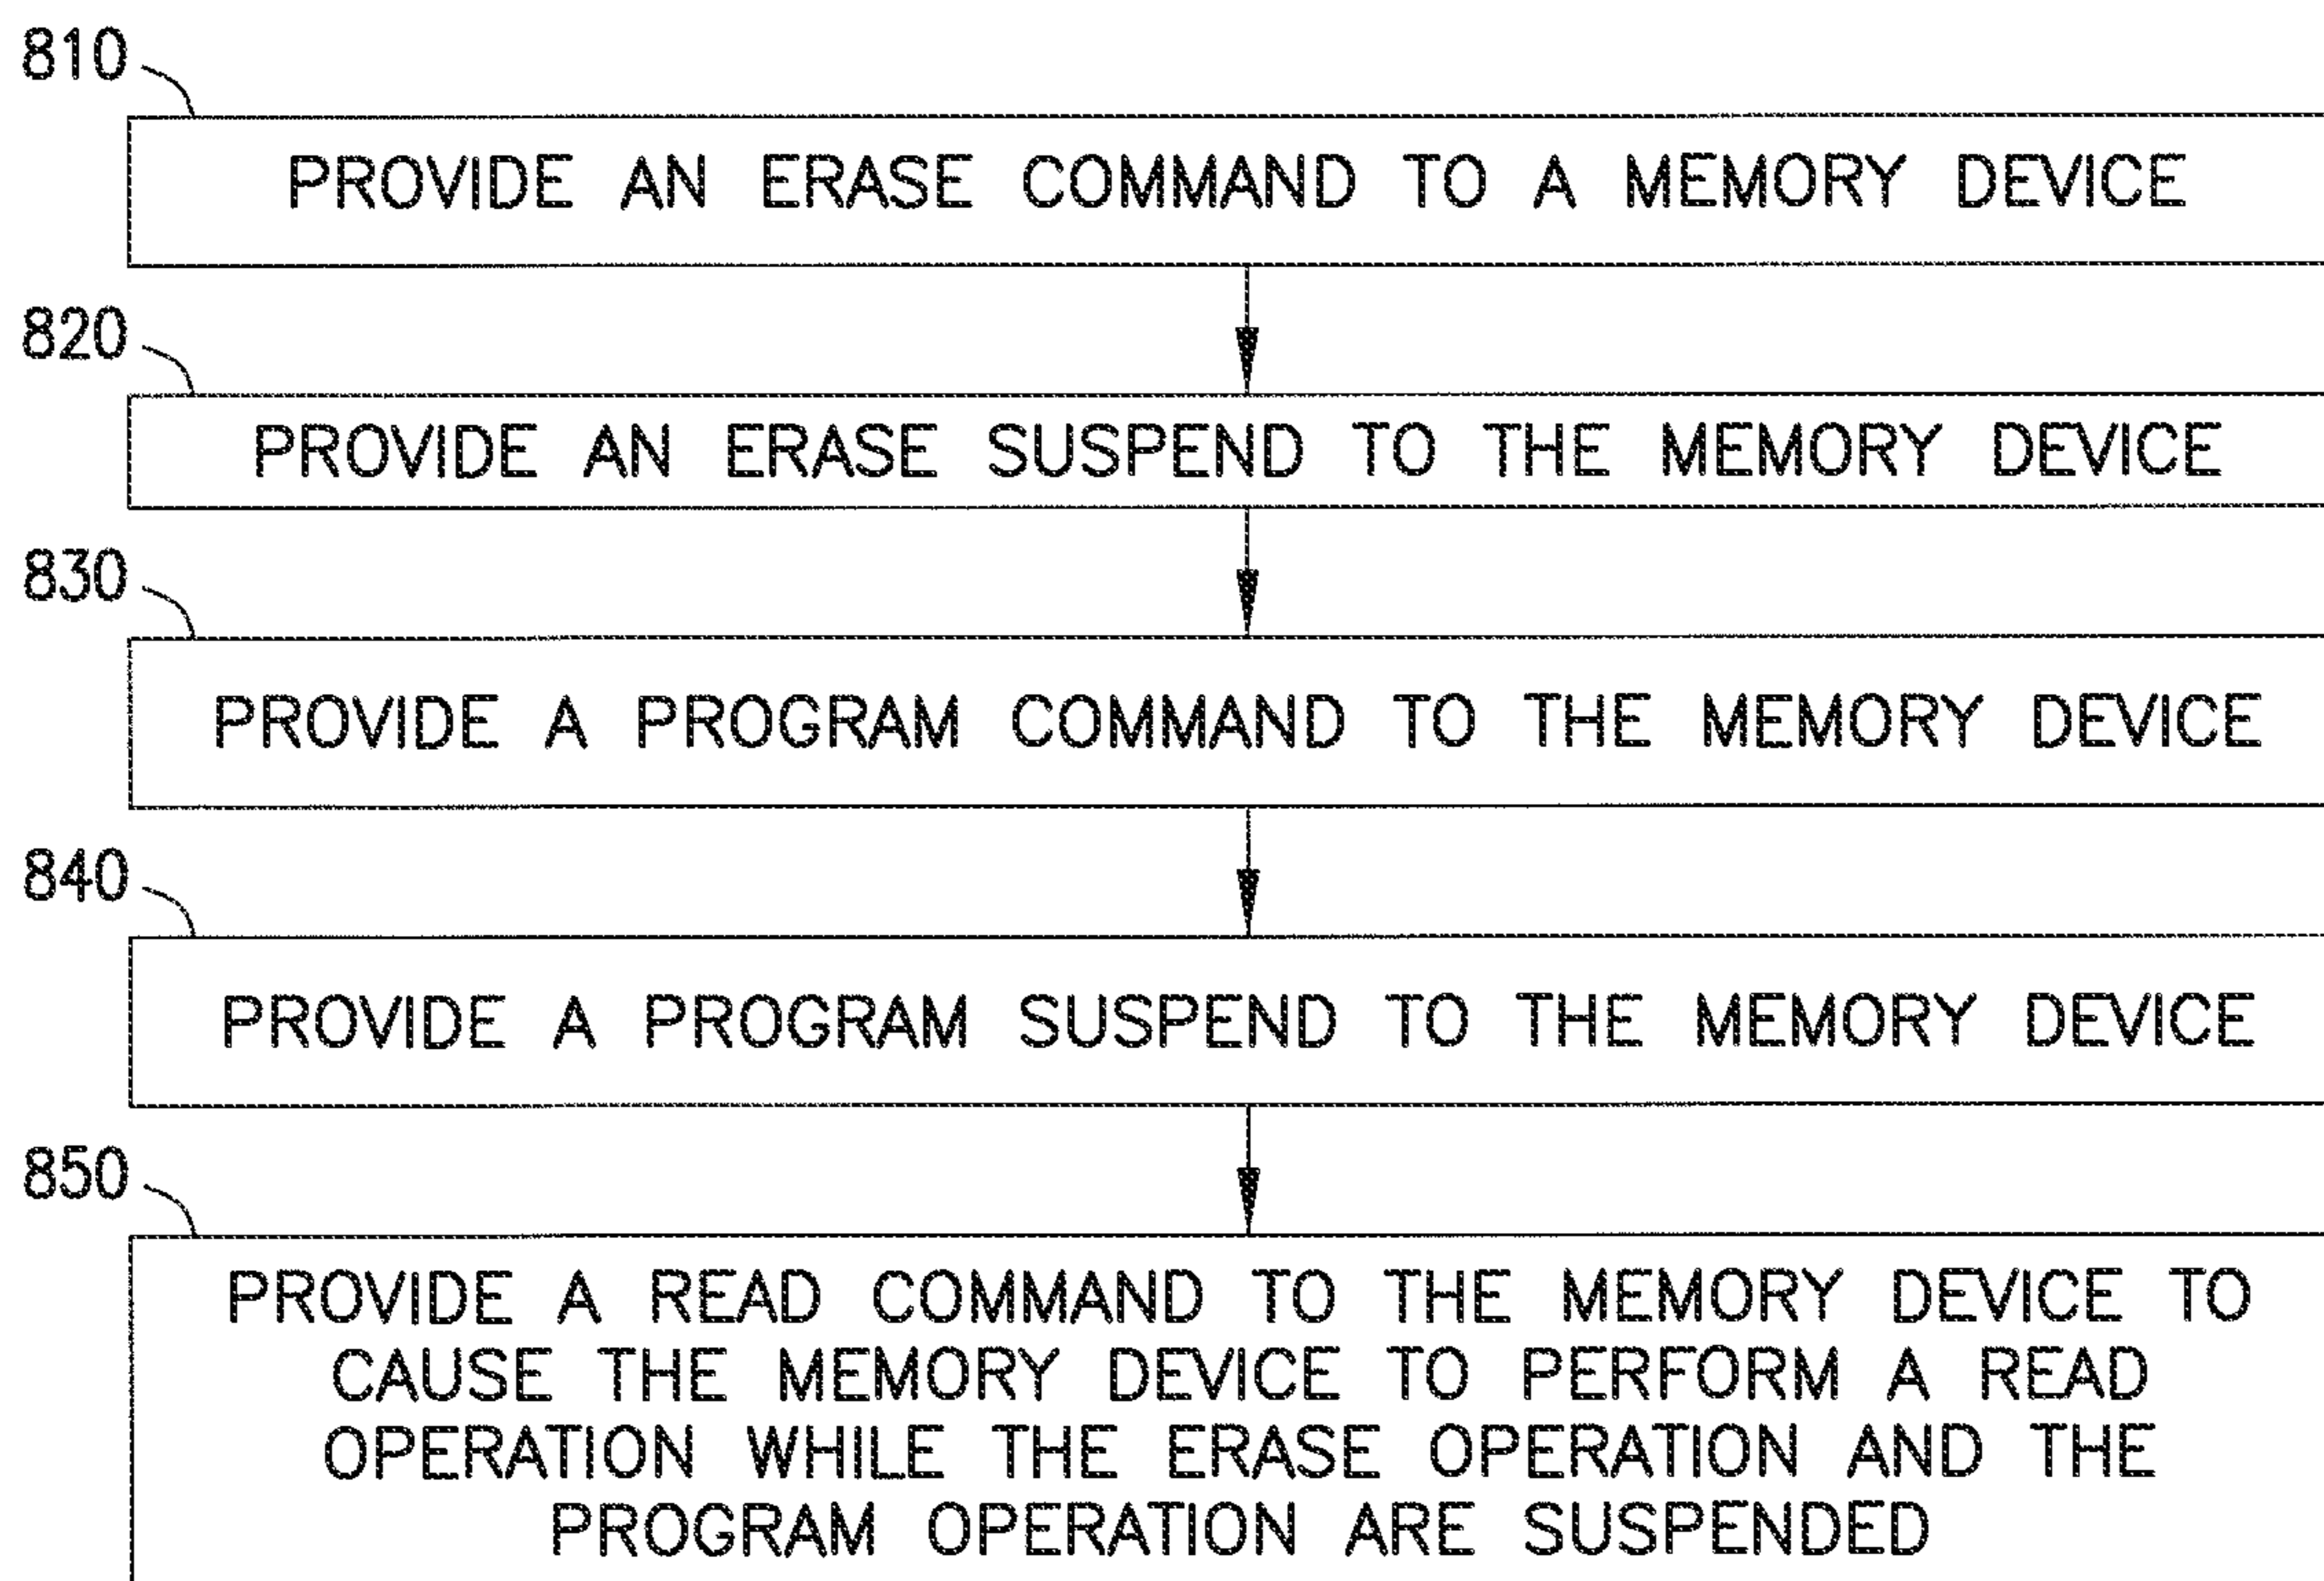 810
PROVIDE AN ERASE COMMAND TO A MEMORY DEVICE
820
PROVIDE AN ERASE SUSPEND TO THE MEMORY DEVICE
830
PROVIDE A PROGRAM COMMAND TO THE MEMORY DEVICE
840
PROVIDE A PROGRAM SUSPEND TO THE MEMORY DEVICE
850
PROVIDE A READ COMMAND TO THE MEMORY DEVICE TO
CAUSE THE MEMORY DEVICE TO PERFORM A READ
OPERATION WHILE THE ERASE OPERATION AND THE
PROGRAM OPERATION ARE SUSPENDED